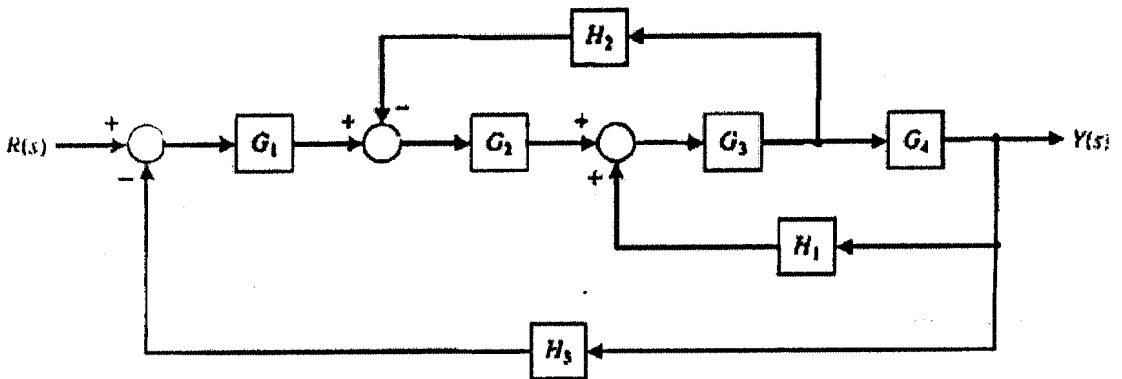 H₂
+ − + +
R(s) G₁ G₂ G₃ G₄ Y(s)
− +
H₁
H₃